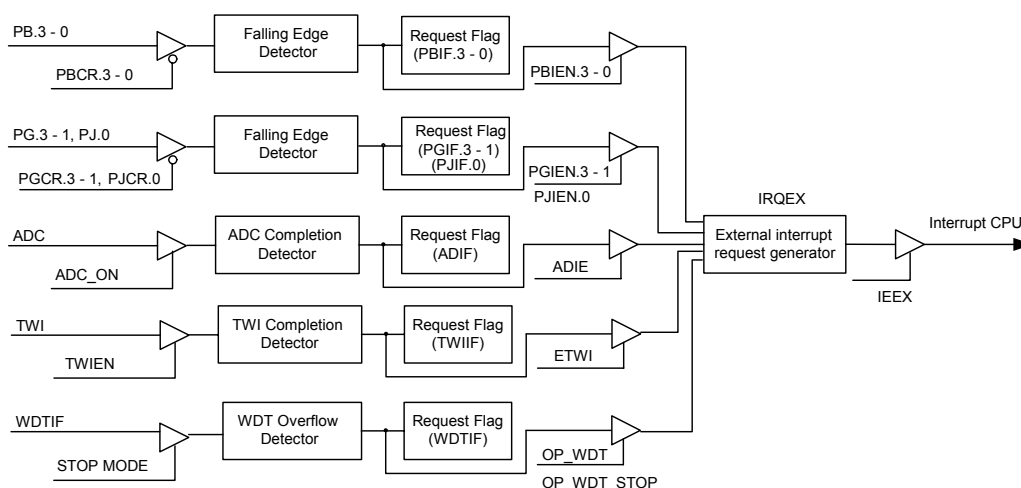 PB.3 - 0
PBCR.3 - 0
Falling Edge
Detector
Request Flag
(PBIF.3 - 0)
PBIEN.3 - 0
PG.3 - 1, PJ.0
PGCR.3 - 1, PJCR.0
Falling Edge
Detector
Request Flag
(PGIF.3 - 1)
(PJIF.0)
PGIEN.3 - 1
PJIEN.0
ADC
ADC_ON
ADC Completion
Detector
Request Flag
(ADIF)
ADIE
IRQEX
External interrupt
request generator
Interrupt CPU
IEEX
TWI
TWIEN
TWI Completion
Detector
Request Flag
(TWIIF)
ETWI
WDTIF
STOP MODE
WDT Overflow
Detector
Request Flag
(WDTIF)
OP_WDT
OP_WDT_STOP